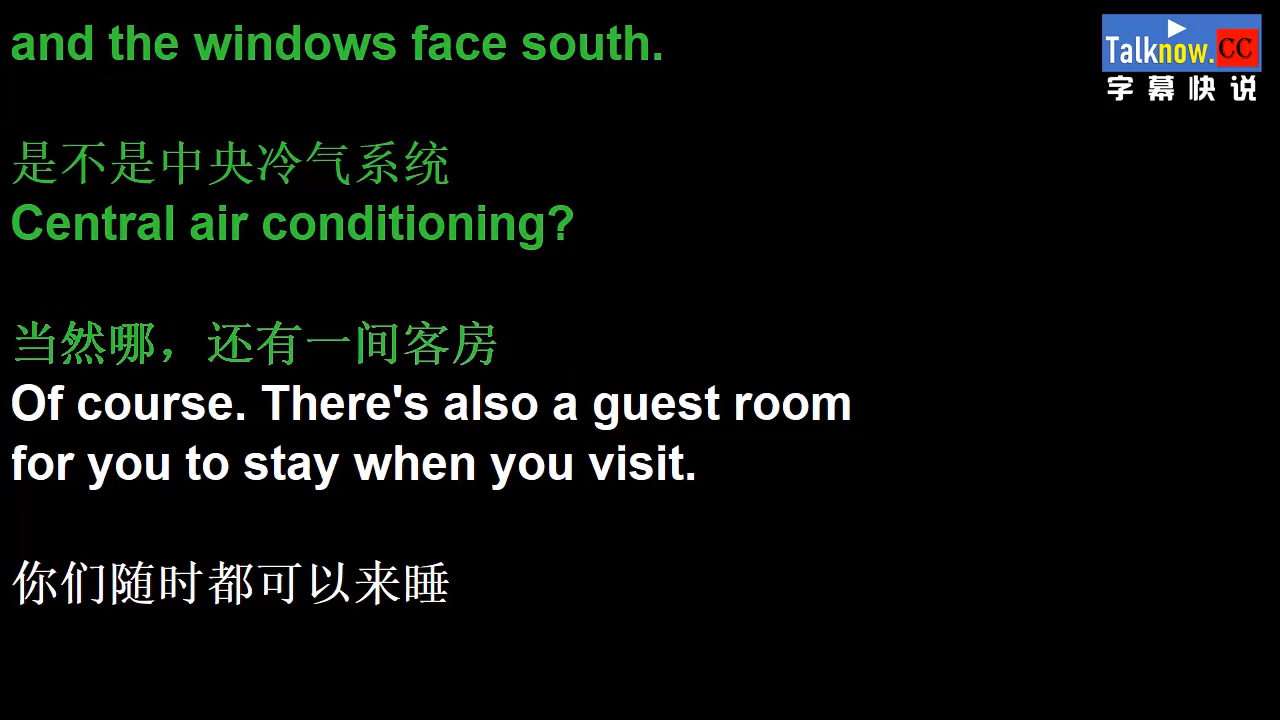 and the windows face south.
Talknow.CC
字幕快说
是不是中央冷气系统
Central air conditioning?
当然哪，还有一间客房
Of course. There's also a guest room
for you to stay when you visit.
你们随时都可以来睡